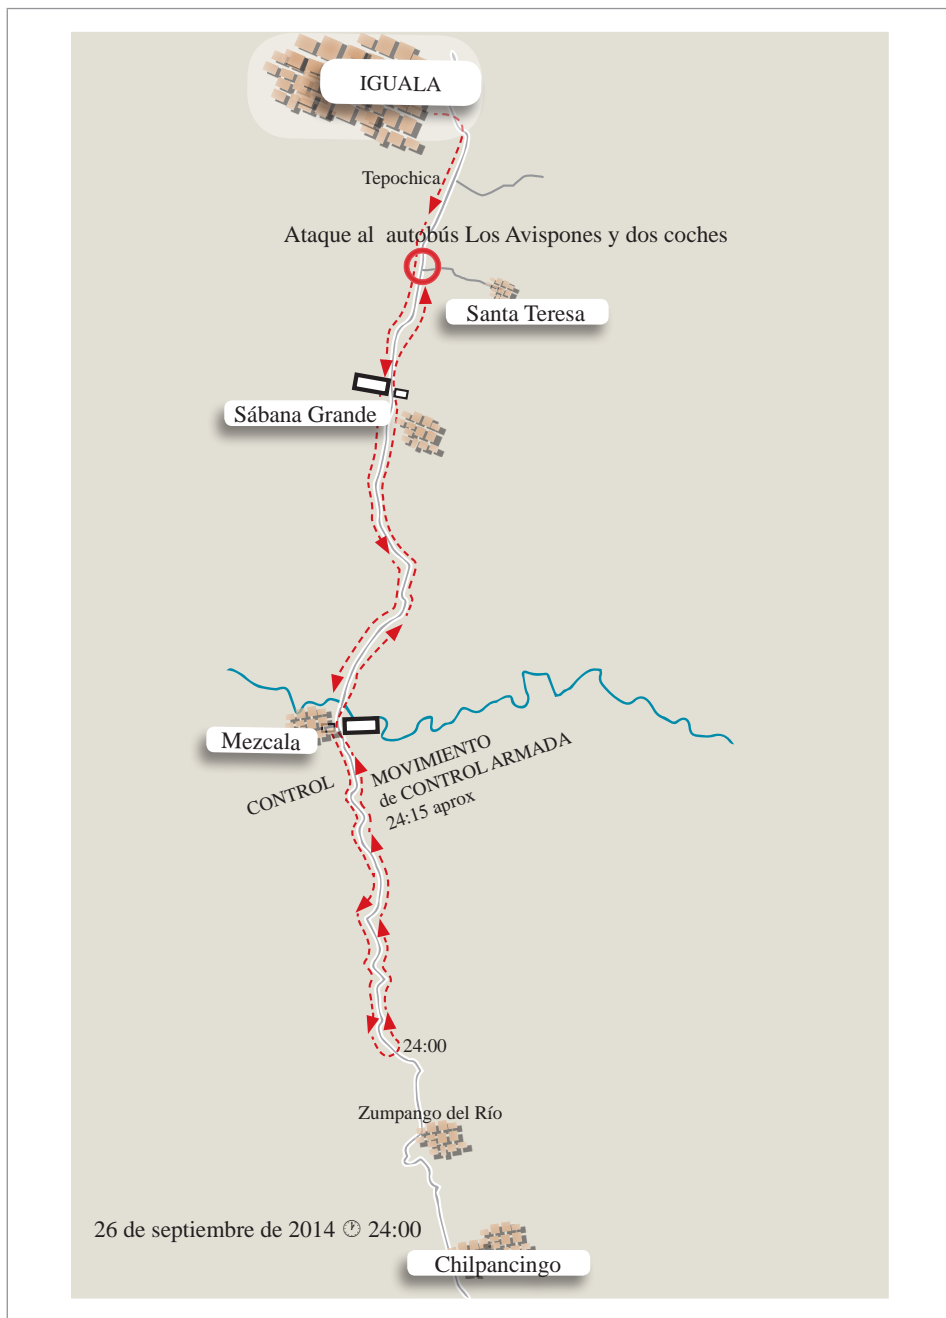 IGUALA
Tepochica
Ataque al autobús Los Avispones y dos coches
Santa Teresa
Sábana Grande
Mezcala
CONTROL
MOVIMIENTO
de CONTROL ARMADA
24:15 aprox
24:00
Zumpango del Río
26 de septiembre de 2014 24:00
Chilpancingo